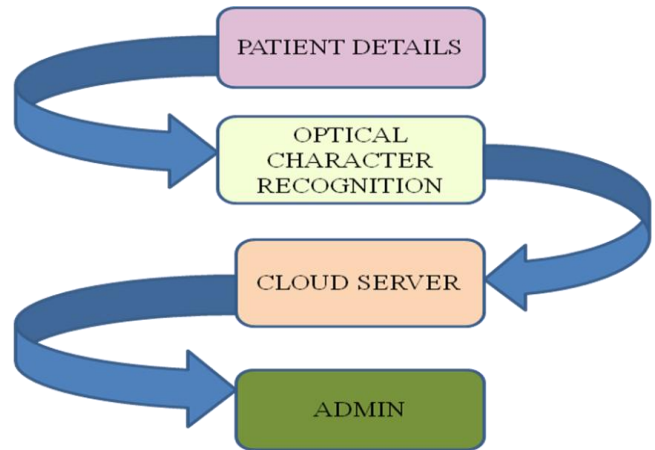 PATIENT DETAILS
OPTICAL
CHARACTER
RECOGNITION
CLOUD SERVER
ADMIN